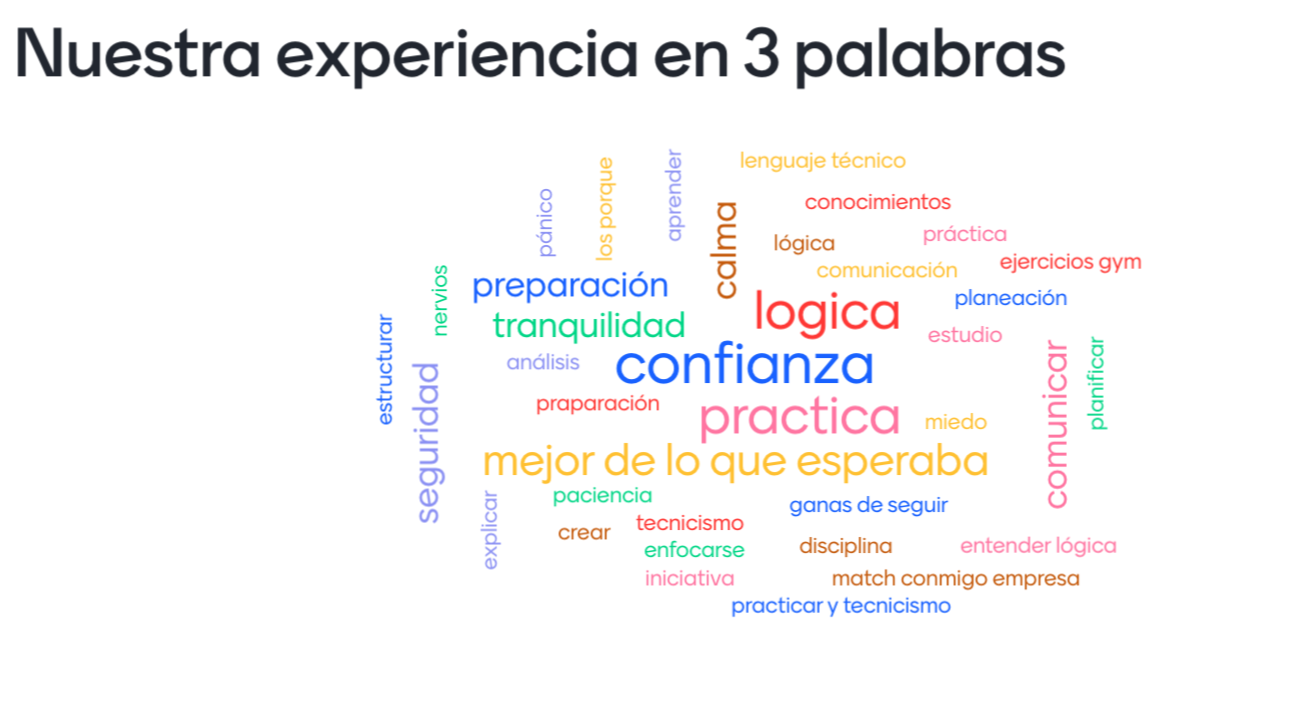 Nuestra experiencia en 3 palabras
lenguaje técnico
aprender
los porque
pánico
calma
conocimientos
práctica
lógica
ejercicios gym
comunicación
nervios
preparación
logica
planeación
tranquilidad
estudio
estructurar
análisis
confianza
seguridad
praparación
practica
miedo
comunicar
planificar
mejor de lo que esperaba
explicar
paciencia
ganas de seguir
crear
tecnicismo
enfocarse
disciplina
entender lógica
iniciativa
match conmigo empresa
practicar y tecnicismo